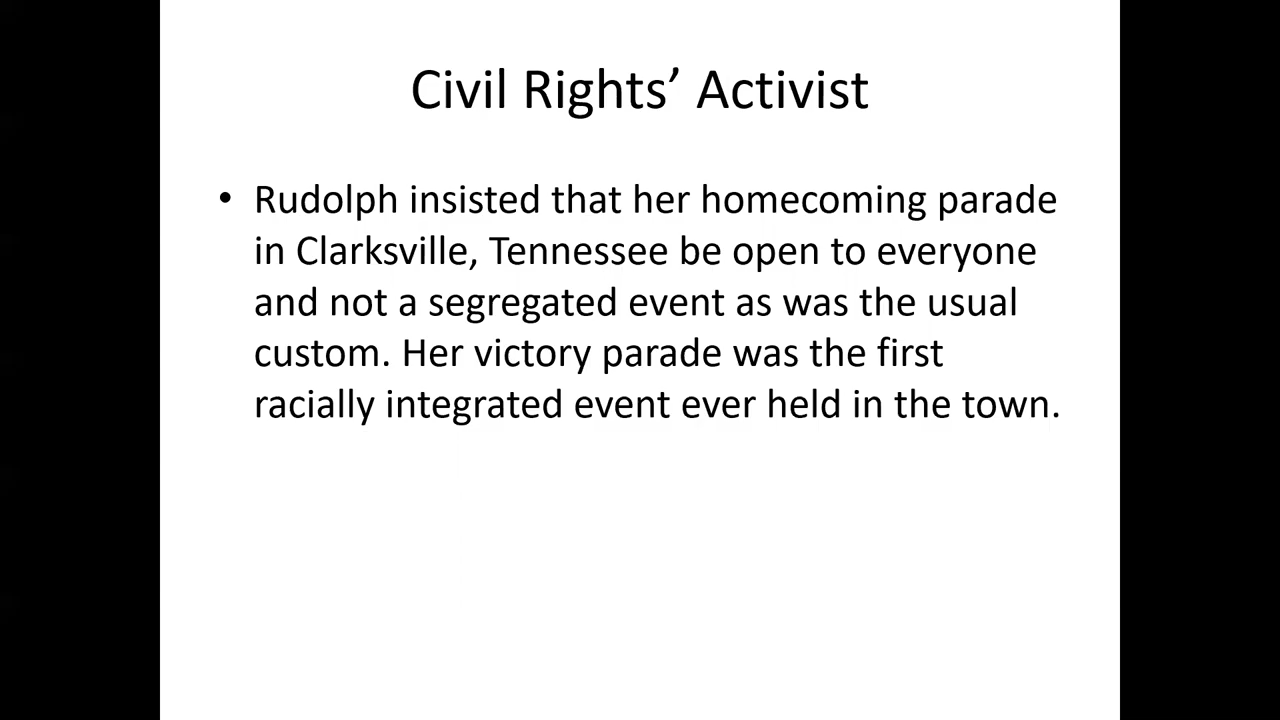 Civil Rights’ Activist
• Rudolph insisted that her homecoming parade
in Clarksville, Tennessee be open to everyone
and not a segregated event as was the usual
custom. Her victory parade was the first
racially integrated event ever held in the town.